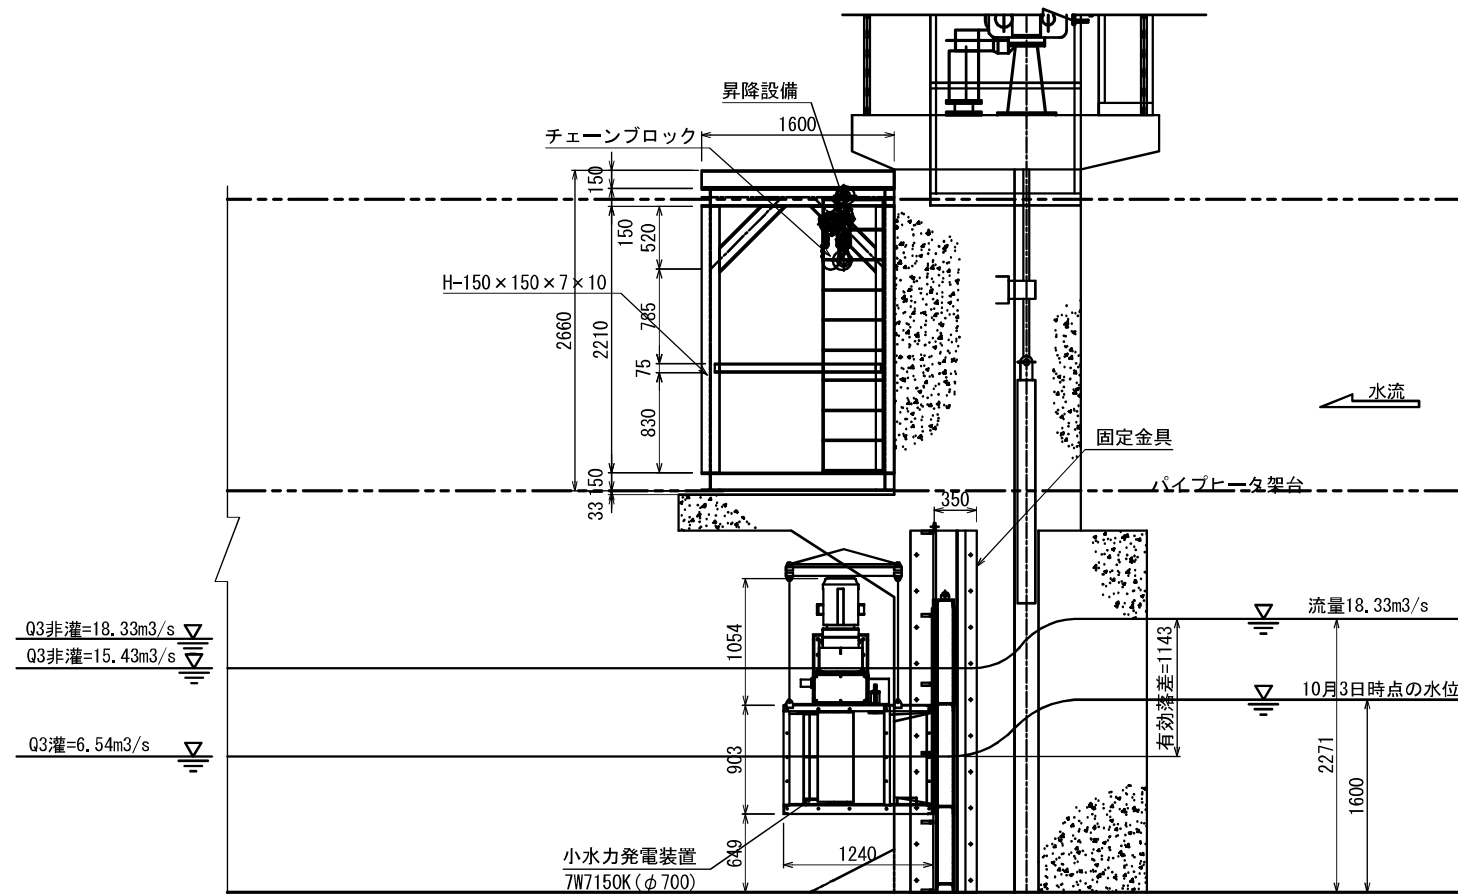 昇降設備
チェーンブロック
1600
150
150
520
H-150×150×7×10
2660
2210
785
75
830
150
33
水流
固定金具
パイプヒータ架台
350
Q3非灌=18.33m3/s
Q3非灌=15.43m3/s
Q3灌=6.54m3/s
1054
903
649
1240
小水力発電装置
7W7150K(φ700)
流量18.33m3/s
10月3日時点の水位
有効落差=1143
2271
1600